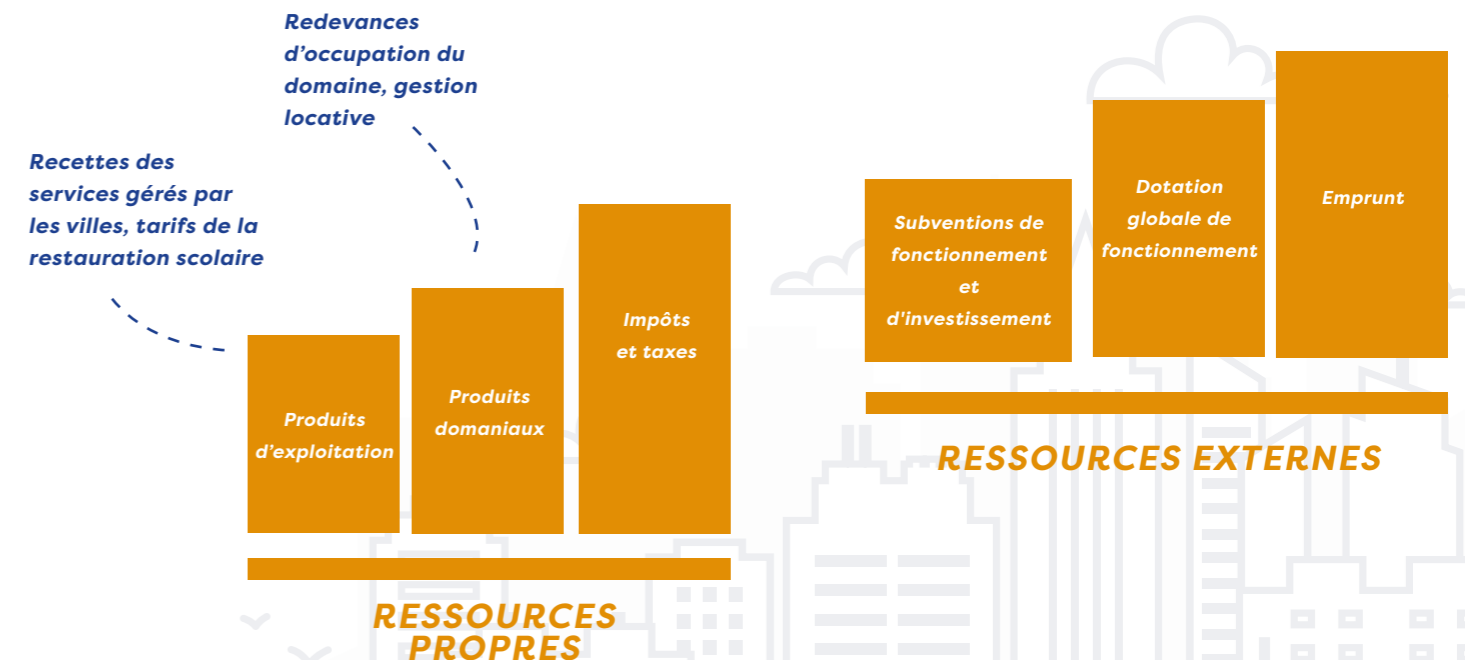 Redevances
d’occupation du
domaine, gestion
locative
Recettes des
services gérés par
les villes, tarifs de la
restauration scolaire
Produits
d’exploitation
Produits
domaniaux
Impôts
et taxes
RESSOURCES
PROPRES
Subventions de
fonctionnement
et
d'investissement
Dotation
globale de
fonctionnement
Emprunt
RESSOURCES EXTERNES